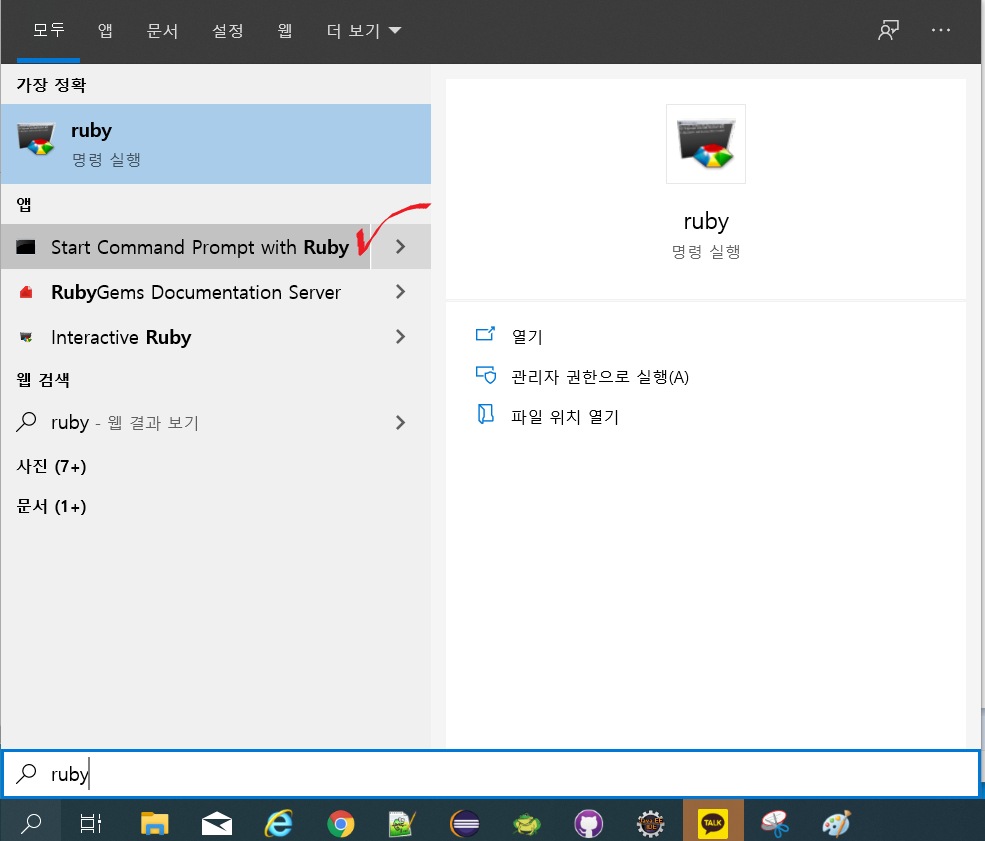 모두 앱 문서 설정 웹 더 보기
가장 정확
ruby
명령 실행
앱
Start Command Prompt with Ruby
RubyGems Documentation Server
Interactive Ruby
웹 검색
ruby - 웹 결과 보기
사진 (7+)
문서 (1+)
ruby
명령 실행
열기
관리자 권한으로 실행(A)
파일 위치 열기
ruby
TALK